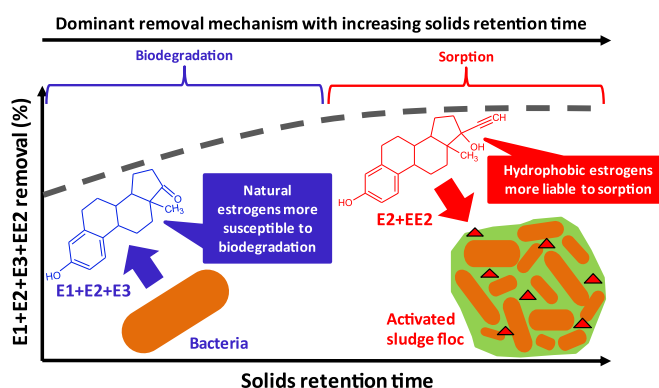 Dominant removal mechanism with increasing solids retention time
Biodegradation
Sorption
E1+E2+E3+EE2 removal (%)
CH
OH
CH3
HO
Hydrophobic estrogens
more liable to sorption
E2+EE2
O
CH3
HO
Natural
estrogens more
susceptible to
biodegradation
E1+E2+E3
Bacteria
Activated
sludge floc
Solids retention time